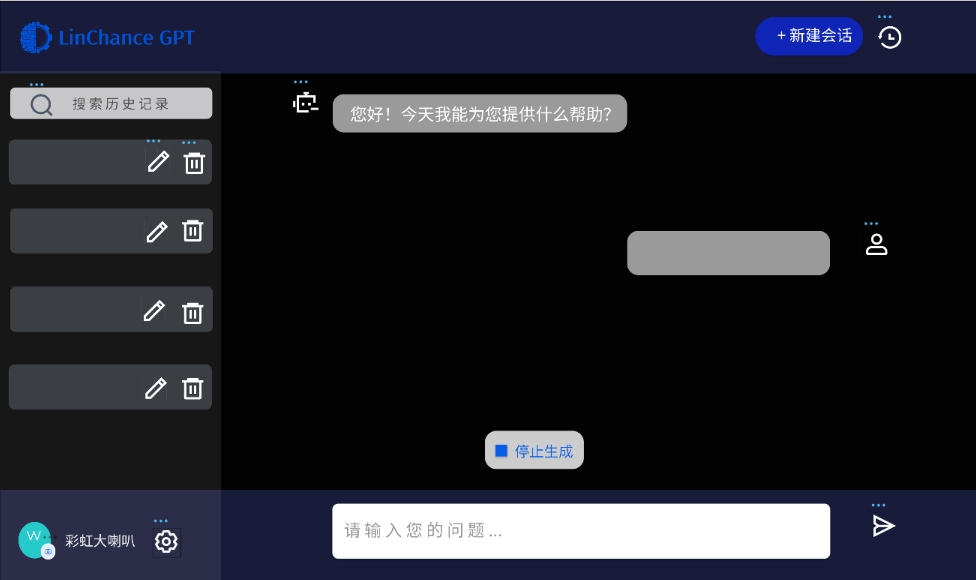 LinChance GPT
+ 新建会话
搜索历史记录
您好！今天我能为您提供什么帮助?
停止生成
W
彩虹大喇叭
请输入您的问题...